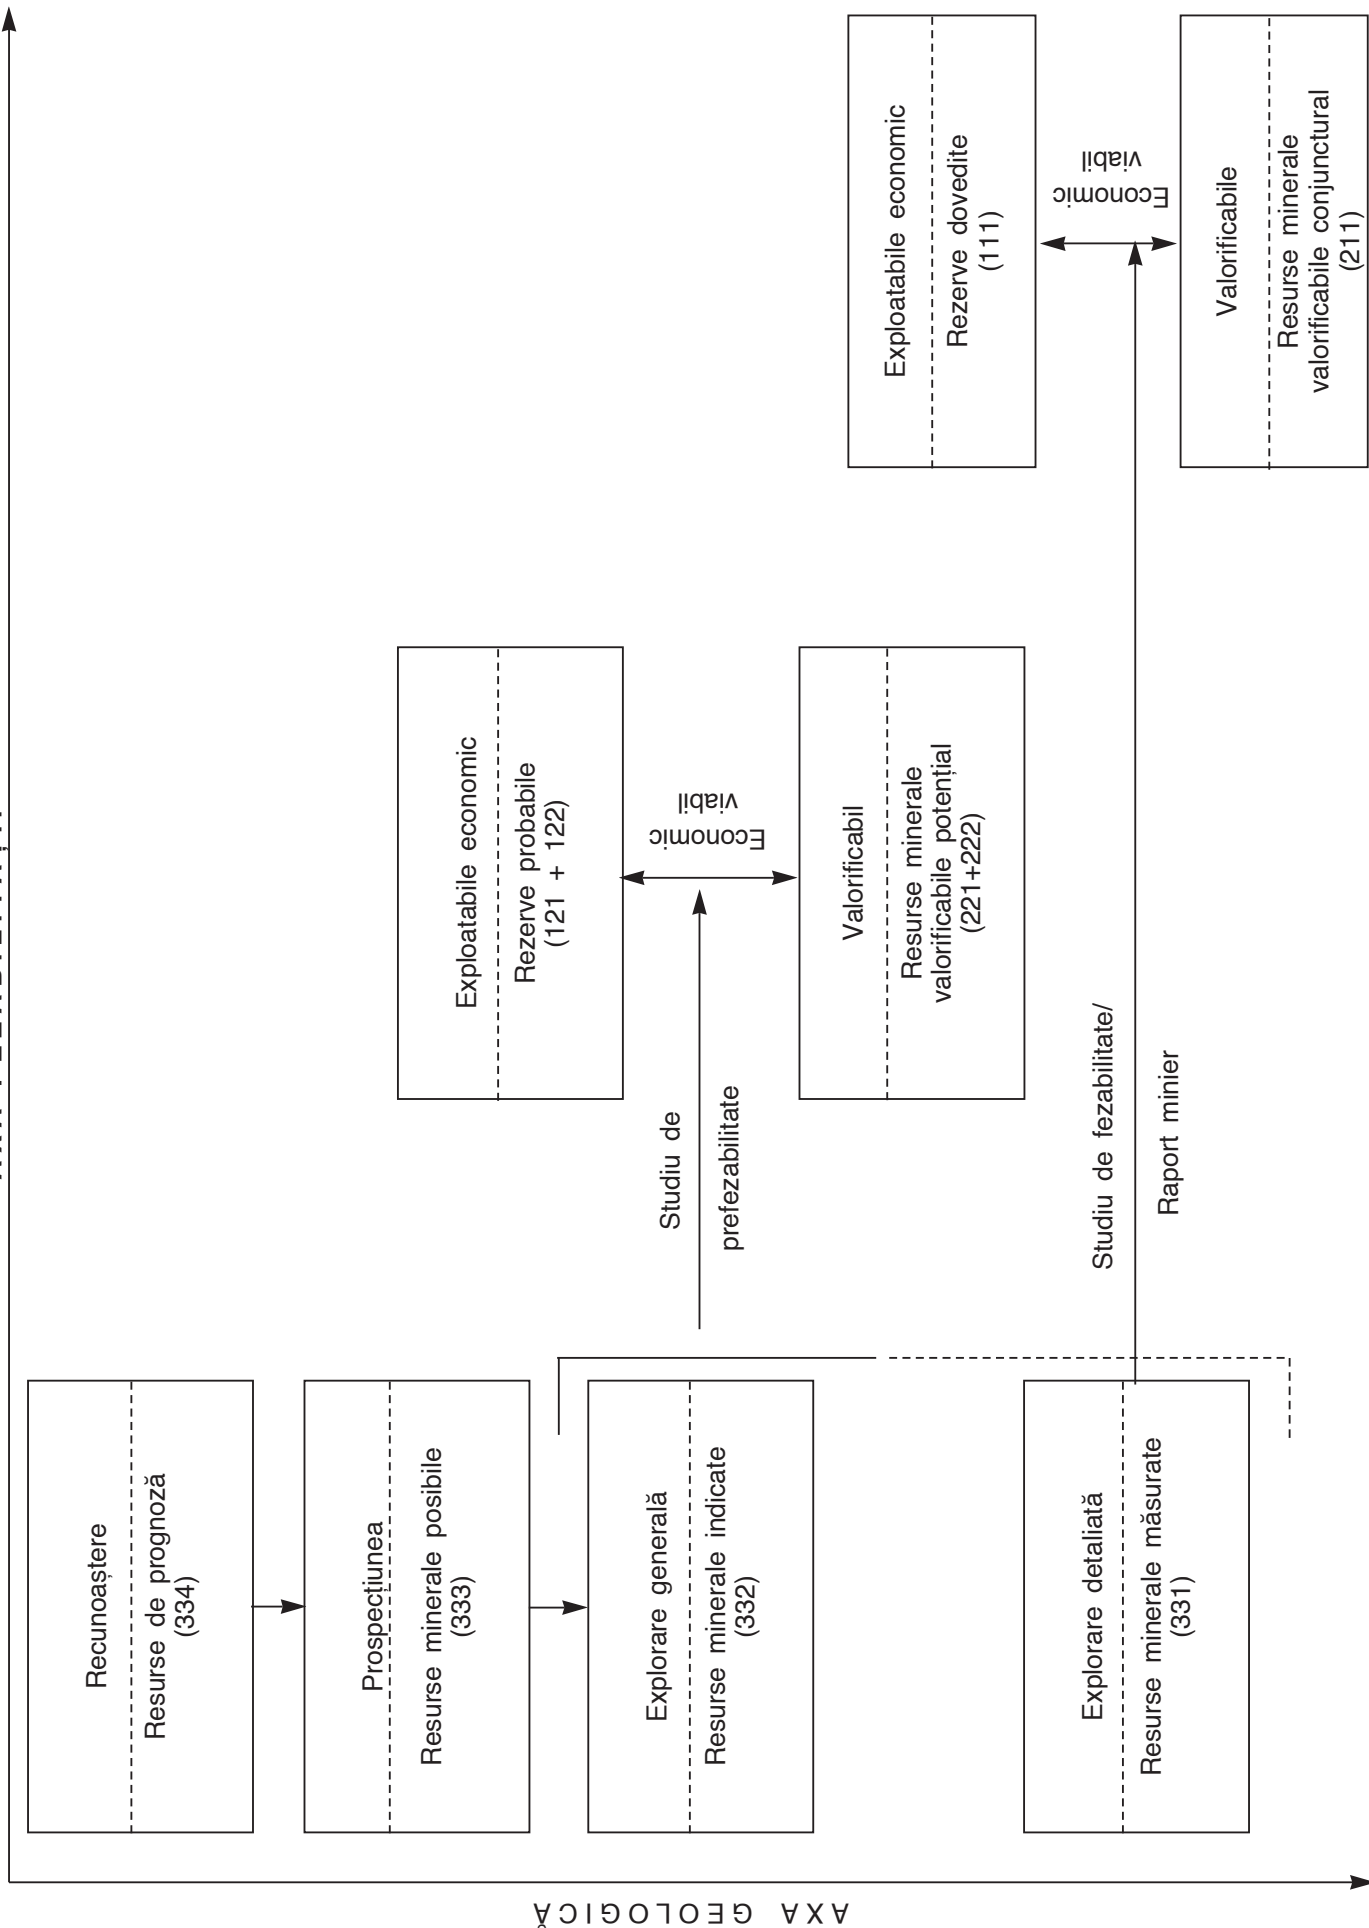 AXA GEOLOGICĂ
Recunoaștere
Resurse de prognoză
(334)
Prospecțiunea
Resurse minerale posibile
(333)
Explorare generală
Resurse minerale indicate
(332)
Explorare detaliată
Resurse minerale măsurate
(331)
Studiu de
prefezabilitate
Studiu de fezabilitate/
Raport minier
Exploatabile economic
Rezerve probabile
(121 + 122)
Economic
viabil
Valorificabil
Resurse minerale
valorificabile potențial
(221+222)
Exploatabile economic
Rezerve dovedite
(111)
Economic
viabil
Valorificabile
Resurse minerale
valorificabile conjunctural
(211)